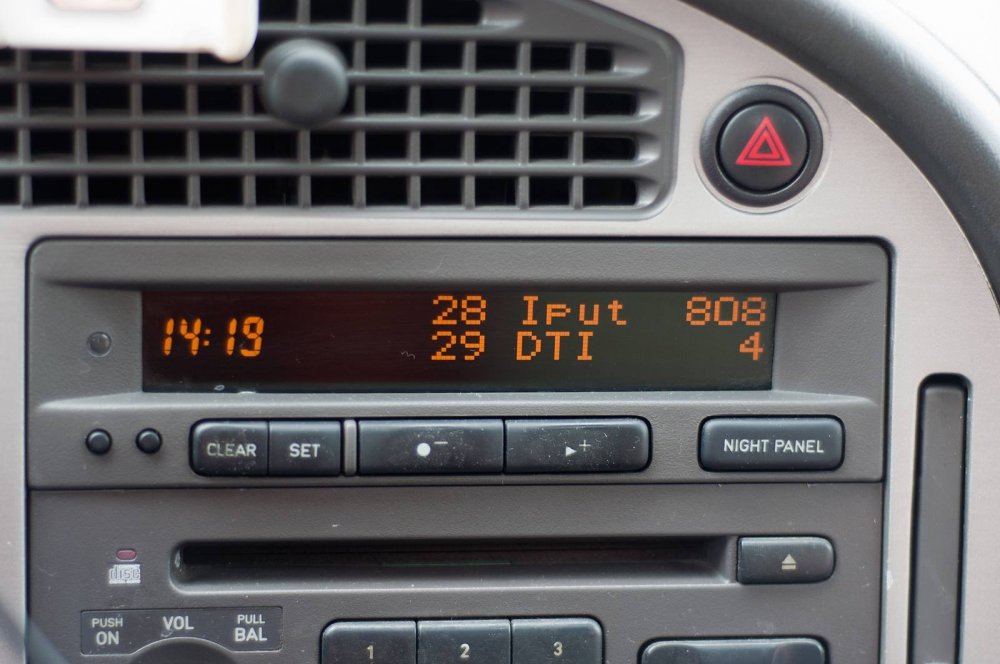 14:19 28 Iput 808
29 DTI 4
CLEAR SET NIGHT PANEL
disc
PUSH ON VOL PULL BAL
1 2 3